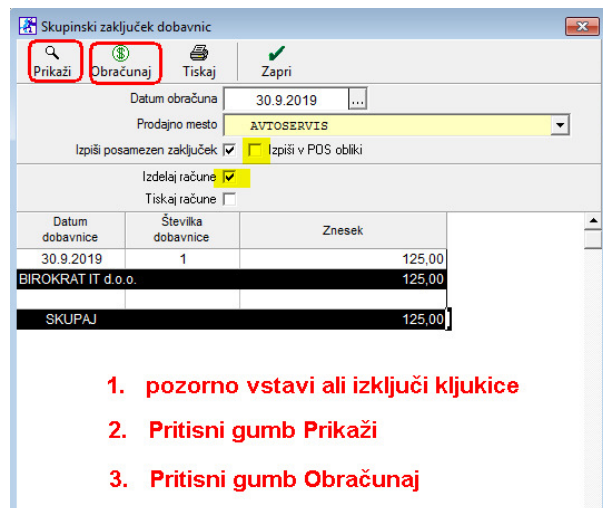 Skupinski zaključek dobavnic
Prikaži Obračunaj Tiskaj Zapri
Datum obračuna 30.9.2019 ...
Prodajno mesto AVTOSERVIS
Izpiši posamezen zaključek Izpiši v POS obliki
Izdelaj račune
Tiskaj račune
Datum dobavnice Številka dobavnice Znesek
30.9.2019 1 125,00
BIROKRAT IT d.o.o. 125,00
SKUPAJ 125,00
1. pozorno vstavi ali izključi kljukice
2. Pritisni gumb Prikaži
3. Pritisni gumb Obračunaj